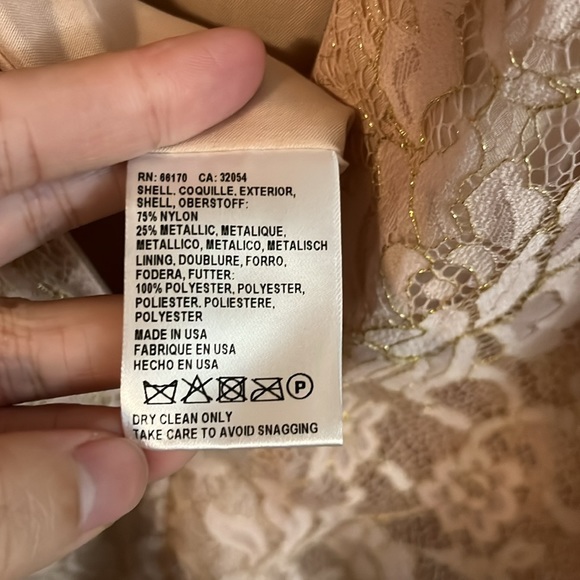 RN: 66170 CA: 32054
SHELL, COQUILLE, EXTERIOR,
SHELL, OBERSTOFF:
75% NYLON
25% METALLIC, METALIQUE,
METALLICO, METALICO, METALISCH
LINING, DOUBLURE, FORRO,
FODERA, FUTTER:
100% POLYESTER, POLYESTER,
POLIESTER, POLIESTERE,
POLYESTER
MADE IN USA
FABRIQUE EN USA
HECHO EN USA
P
DRY CLEAN ONLY
TAKE CARE TO AVOID SNAGGING